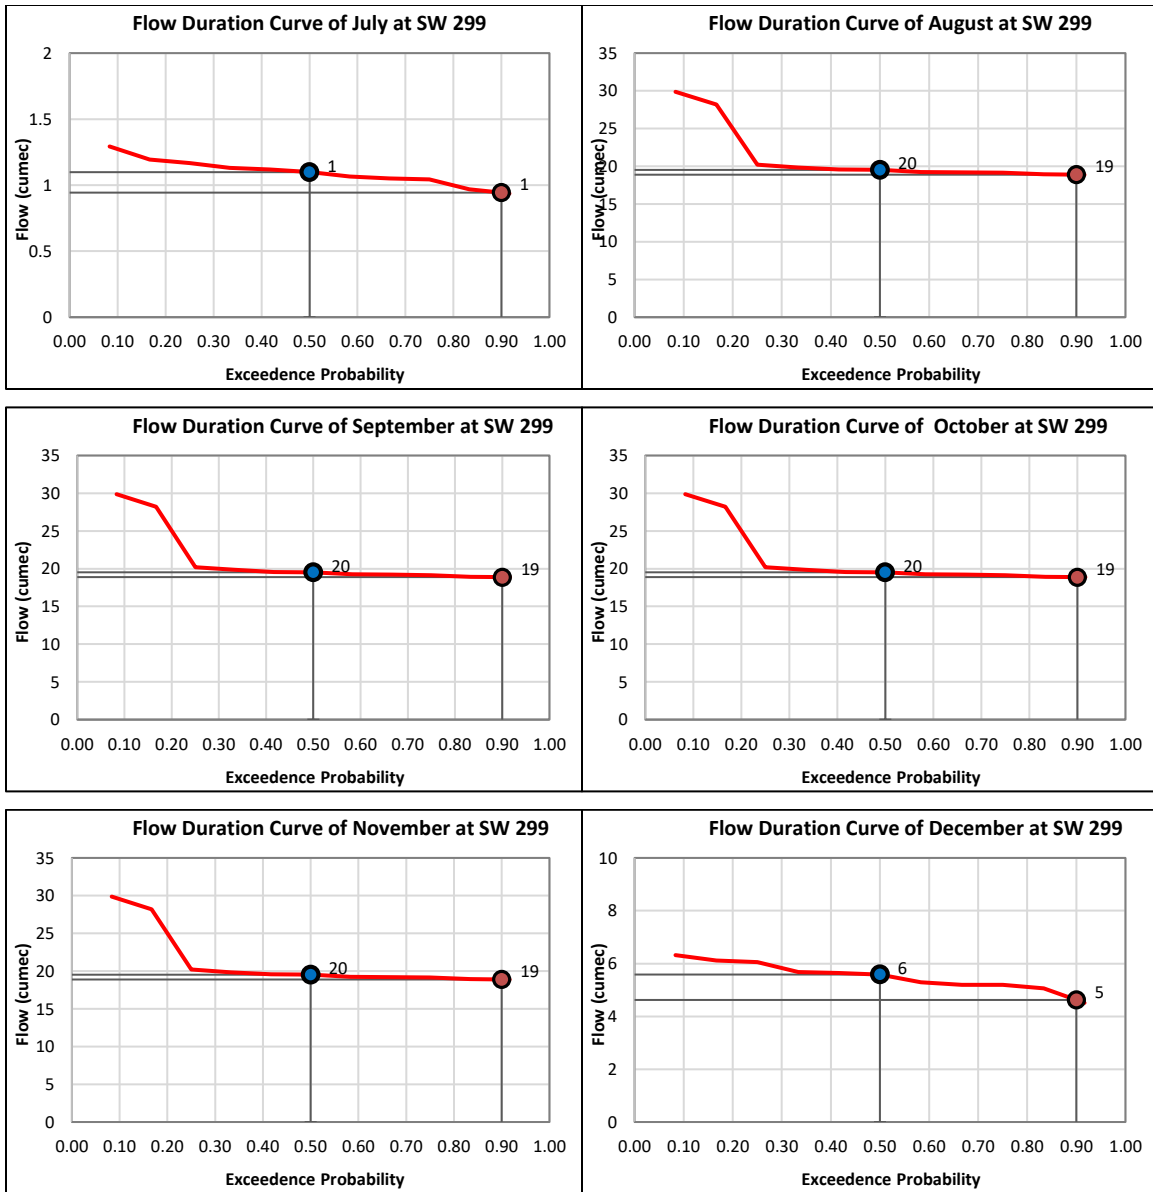 Flow Duration Curve of July at SW 299
2
1.5
1
0.5
0
Flow (cumec)
1
1
0.00 0.10 0.20 0.30 0.40 0.50 0.60 0.70 0.80 0.90 1.00
Exceedence Probability
Flow Duration Curve of August at SW 299
35
30
25
20
15
10
5
0
Flow (cumec)
20
19
0.00 0.10 0.20 0.30 0.40 0.50 0.60 0.70 0.80 0.90 1.00
Exceedence Probability
Flow Duration Curve of September at SW 299
35
30
25
20
15
10
5
0
Flow (cumec)
20
19
0.00 0.10 0.20 0.30 0.40 0.50 0.60 0.70 0.80 0.90 1.00
Exceedence Probability
Flow Duration Curve of  October at SW 299
35
30
25
20
15
10
5
0
Flow (cumec)
20
19
0.00 0.10 0.20 0.30 0.40 0.50 0.60 0.70 0.80 0.90 1.00
Exceedence Probability
Flow Duration Curve of November at SW 299
35
30
25
20
15
10
5
0
Flow (cumec)
20
19
0.00 0.10 0.20 0.30 0.40 0.50 0.60 0.70 0.80 0.90 1.00
Exceedence Probability
Flow Duration Curve of December at SW 299
10
8
6
4
2
0
Flow (cumec)
6
5
0.00 0.10 0.20 0.30 0.40 0.50 0.60 0.70 0.80 0.90 1.00
Exceedence Probability